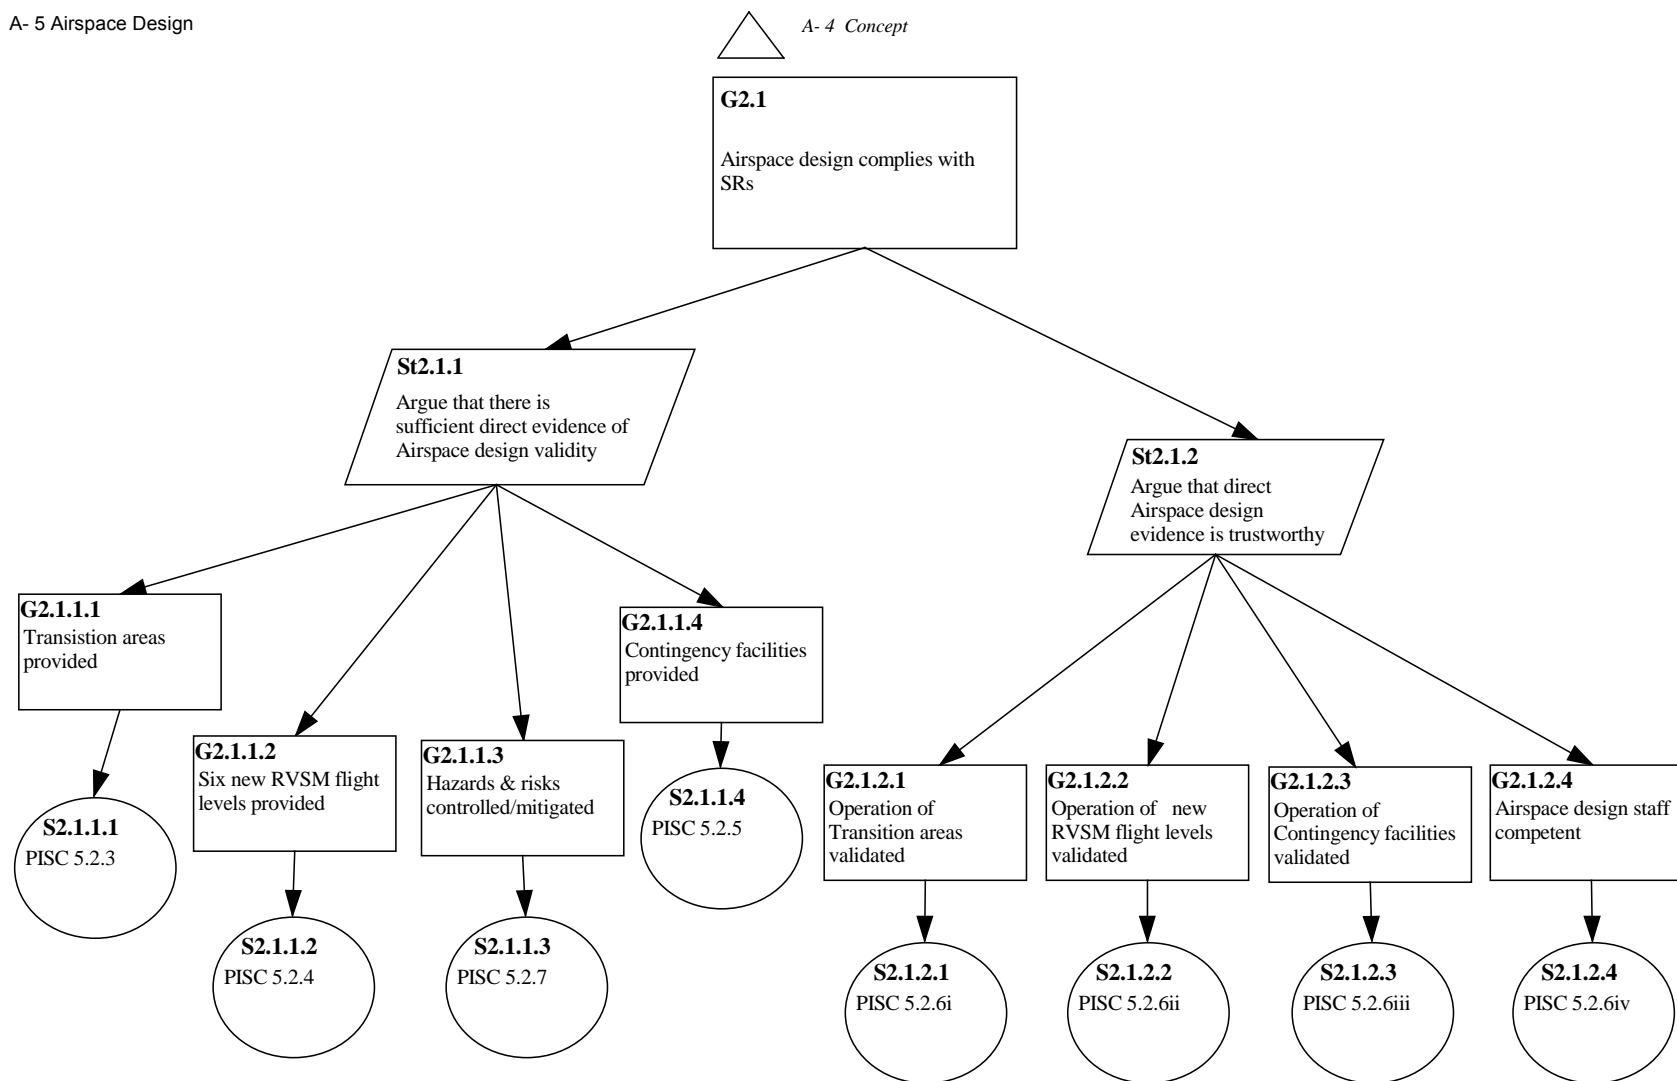 A- 5 Airspace Design
A- 4 Concept
G2.1
Airspace design complies with
SRs
St2.1.1
Argue that there is
sufficient direct evidence of
Airspace design validity
St2.1.2
Argue that direct
Airspace design
evidence is trustworthy
G2.1.1.1
Transistion areas
provided
G2.1.1.2
Six new RVSM flight
levels provided
G2.1.1.3
Hazards & risks
controlled/mitigated
G2.1.1.4
Contingency facilities
provided
G2.1.2.1
Operation of
Transition areas
validated
G2.1.2.2
Operation of new
RVSM flight levels
validated
G2.1.2.3
Operation of
Contingency facilities
validated
G2.1.2.4
Airspace design staff
competent
S2.1.1.1
PISC 5.2.3
S2.1.1.2
PISC 5.2.4
S2.1.1.3
PISC 5.2.7
S2.1.1.4
PISC 5.2.5
S2.1.2.1
PISC 5.2.6i
S2.1.2.2
PISC 5.2.6ii
S2.1.2.3
PISC 5.2.6iii
S2.1.2.4
PISC 5.2.6iv